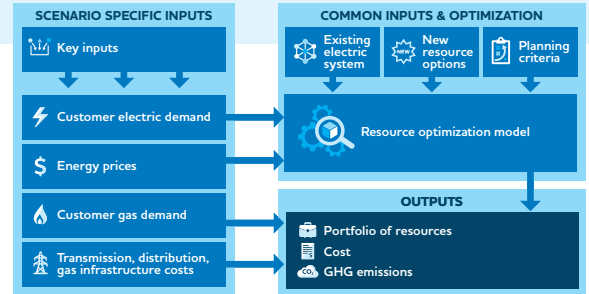 SCENARIO SPECIFIC INPUTS
Key inputs
Customer electric demand
Energy prices
Customer gas demand
Transmission, distribution,
gas infrastructure costs
COMMON INPUTS & OPTIMIZATION
Existing
electric
system
NEW
New
resource
options
Planning
criteria
Resource optimization model
OUTPUTS
Portfolio of resources
Cost
CO₂
GHG emissions